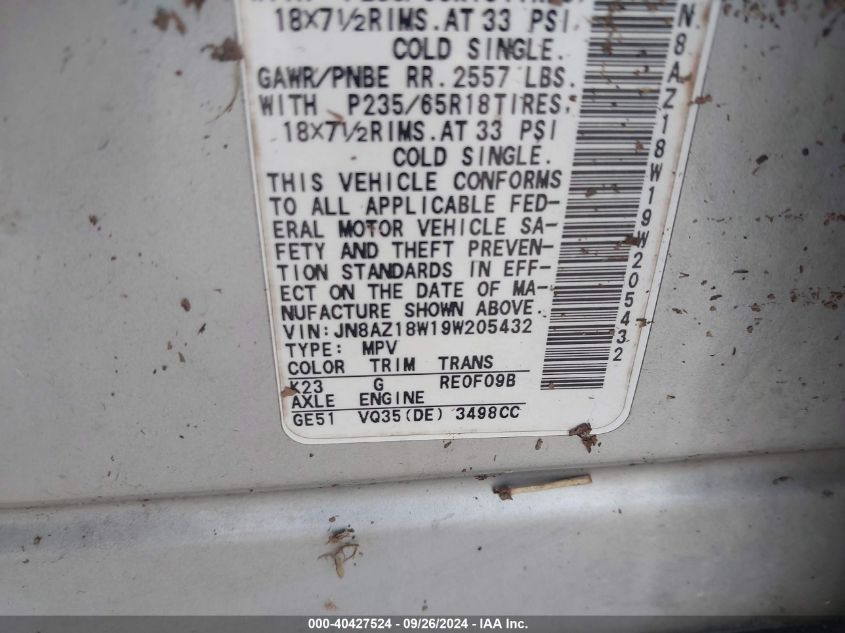 18X7½RIMS.AT 33 PSI
COLD SINGLE.
GAWR/PNBE RR.2557 LBS.
WITH P235/65R18TIRES,
18X7½RIMS.AT 33 PSI
COLD SINGLE.
THIS VEHICLE CONFORMS
TO ALL APPLICABLE FED-
ERAL MOTOR VEHICLE SA-
FETY AND THEFT PREVEN-
TION STANDARDS IN EFF-
ECT ON THE DATE OF MA-
NUFACTURE SHOWN ABOVE.
VIN:JN8AZ18W19W205432
TYPE: MPV
COLOR TRIM TRANS
K23 G RE0F09B
AXLE ENGINE
GE51 VQ35(DE) 3498CC
N8AZ18W19W205432
000-40427524 - 09/26/2024 - IAA Inc.